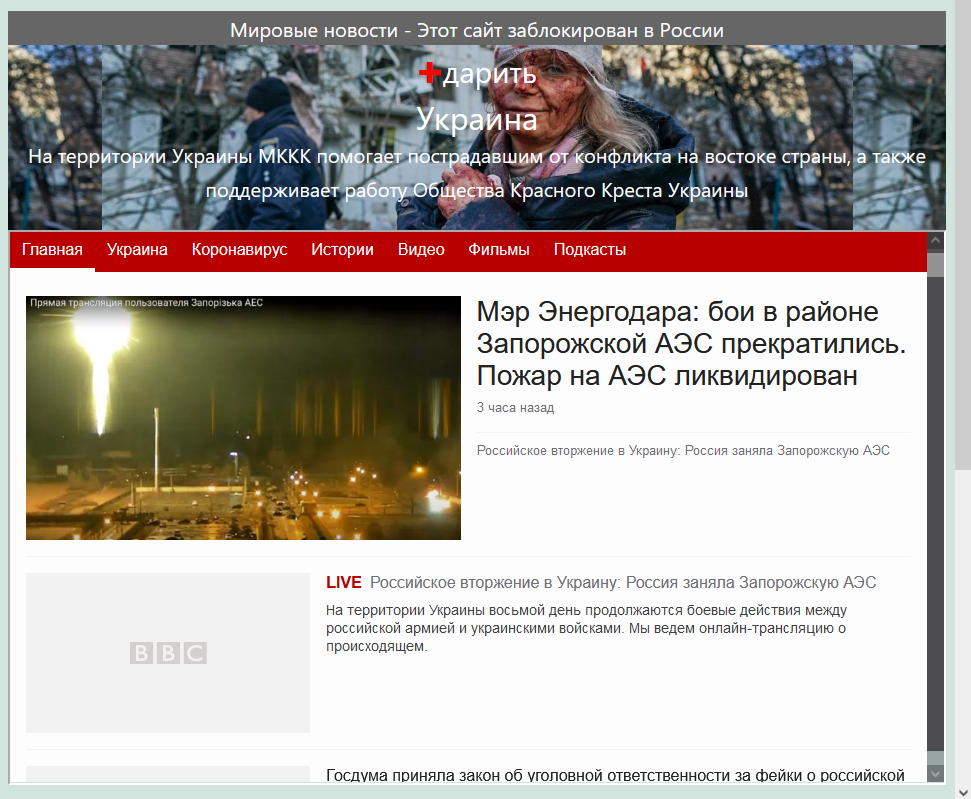 Мировые новости - Этот сайт заблокирован в России
дарить
Украина
На территории Украины МККК помогает пострадавшим от конфликта на востоке страны, а также
поддерживает работу Общества Красного Креста Украины
Главная Украина Коронавирус Истории Видео Фильмы Подкасты
Прямая трансляция пользователя Запорізька АЕС
Мэр Энергодара: бои в районе
Запорожской АЭС прекратились.
Пожар на АЭС ликвидирован
3 часа назад
Российское вторжение в Украину: Россия заняла Запорожскую АЭС
LIVE Российское вторжение в Украину: Россия заняла Запорожскую АЭС
На территории Украины восьмой день продолжаются боевые действия между
российской армией и украинскими войсками. Мы ведем онлайн-трансляцию о
происходящем.
BBC
Госдума приняла закон об уголовной ответственности за фейки о российской